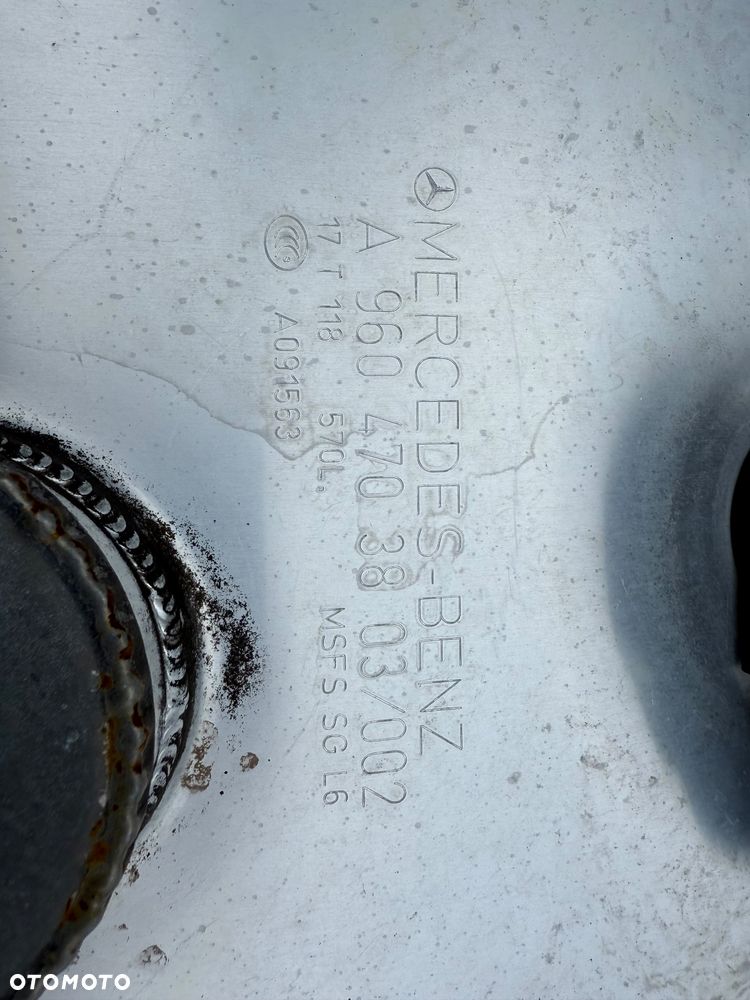 MERCEDES-BENZ
A 960 470 38 03/002
17 T 118 570L. MSFS SG L6
A091563
OTOMOTO